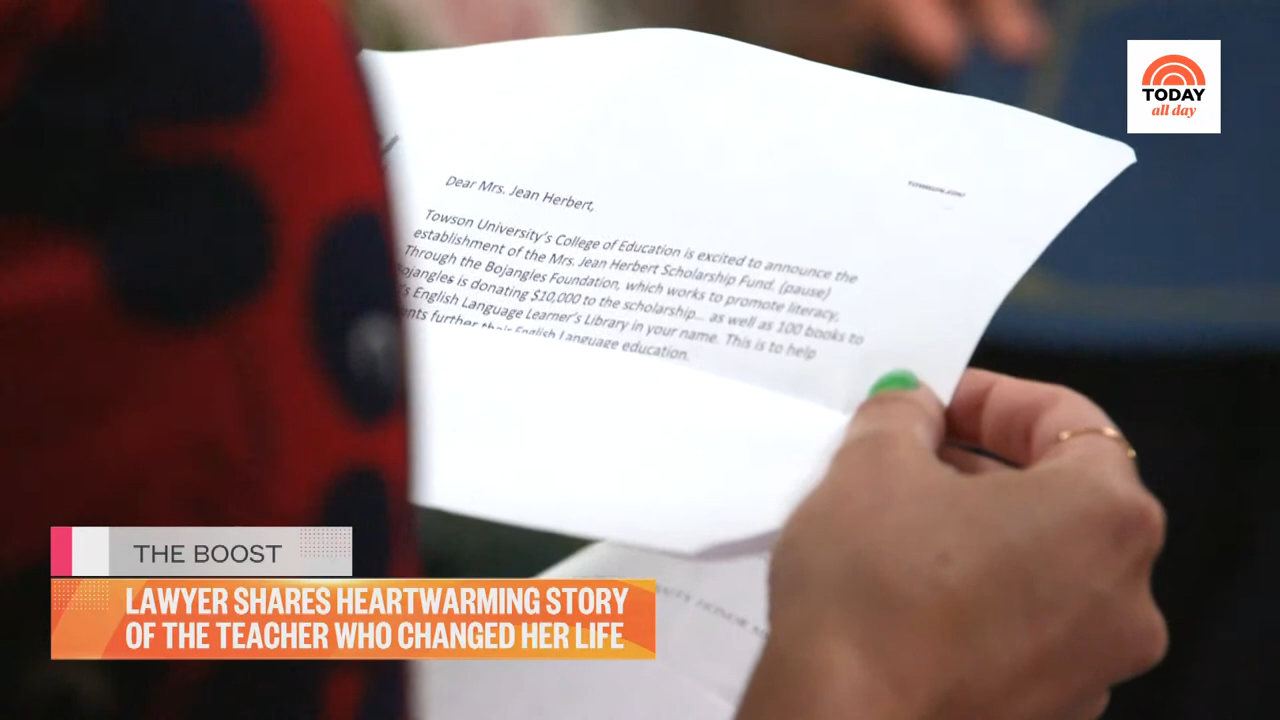 TODAY
all day
Dear Mrs. Jean Herbert,
Towson University's College of Education is excited to announce the
establishment of the Mrs. Jean Herbert Scholarship Fund. (pause)
Through the Bojangles Foundation, which works to promote literacy,
ojangles is donating $10,000 to the scholarship... as well as 100 books to
's English Language Learner's Library in your name. This is to help
nts further their English Language education.
THE BOOST
LAWYER SHARES HEARTWARMING STORY
OF THE TEACHER WHO CHANGED HER LIFE